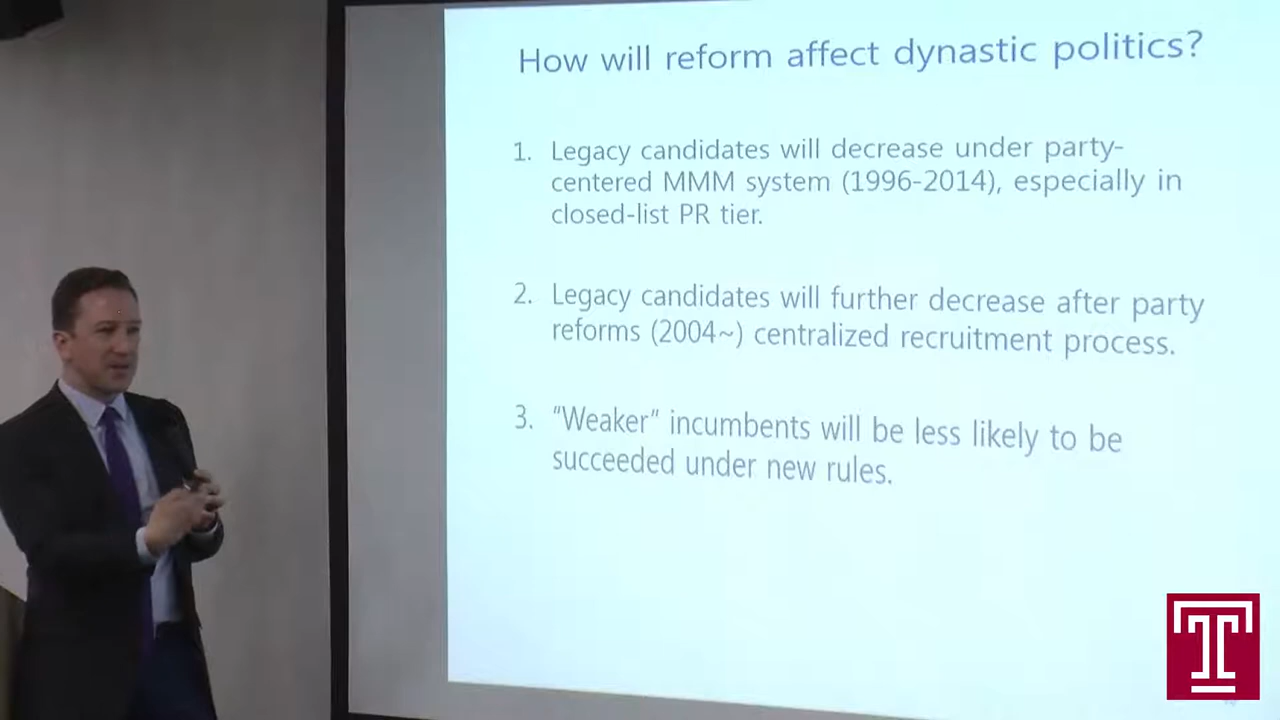 How will reform affect dynastic politics?
1. Legacy candidates will decrease under party-
centered MMM system (1996-2014), especially in
closed-list PR tier.
2. Legacy candidates will further decrease after party
reforms (2004~) centralized recruitment process.
3. "Weaker" incumbents will be less likely to be
succeeded under new rules.
T